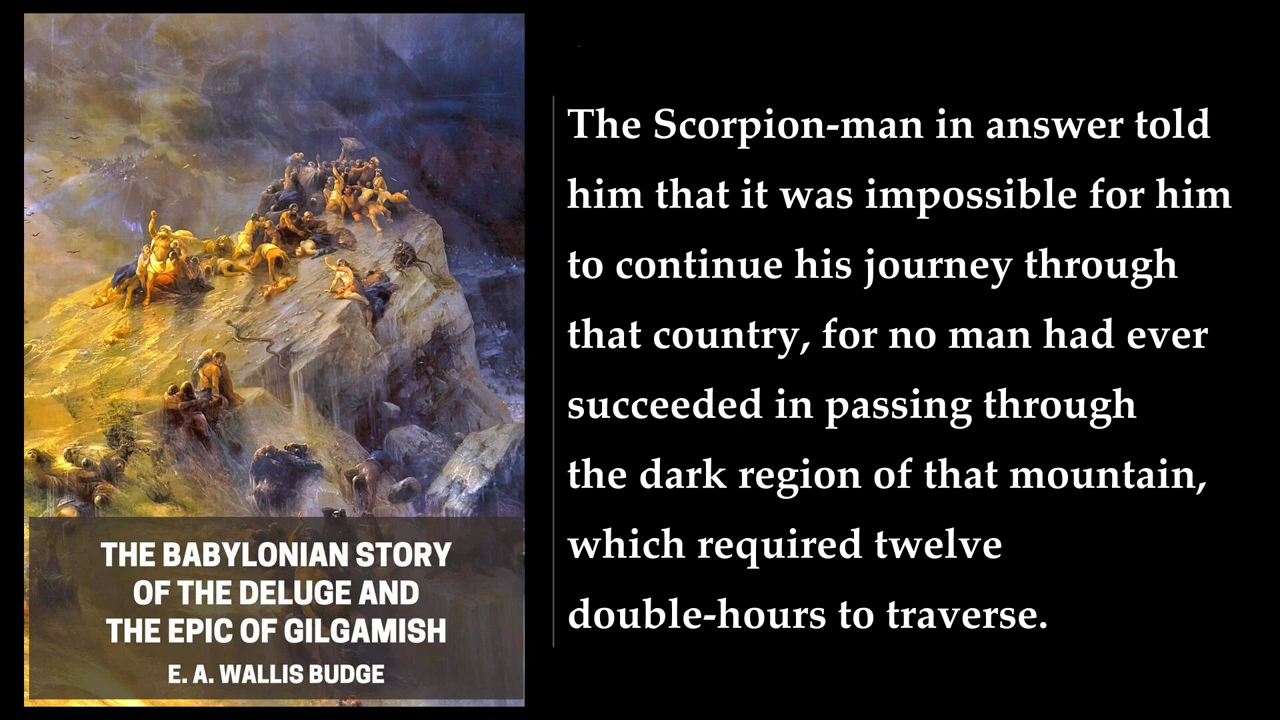 THE BABYLONIAN STORY
OF THE DELUGE AND
THE EPIC OF GILGAMISH
E. A. WALLIS BUDGE
The Scorpion-man in answer told
him that it was impossible for him
to continue his journey through
that country, for no man had ever
succeeded in passing through
the dark region of that mountain,
which required twelve
double-hours to traverse.